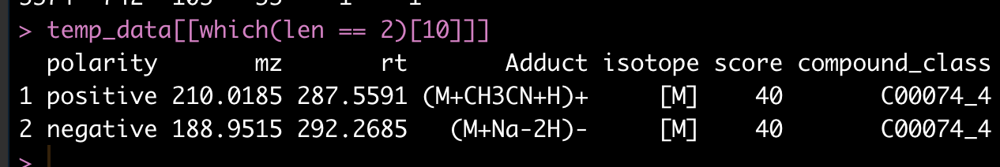 > temp_data[[which(len == 2)[10]]]
polarity mz rt Adduct isotope score compound_class
1 positive 210.0185 287.5591 (M+CH3CN+H)+ [M] 40 C00074_4
2 negative 188.9515 292.2685 (M+Na-2H)- [M] 40 C00074_4
>